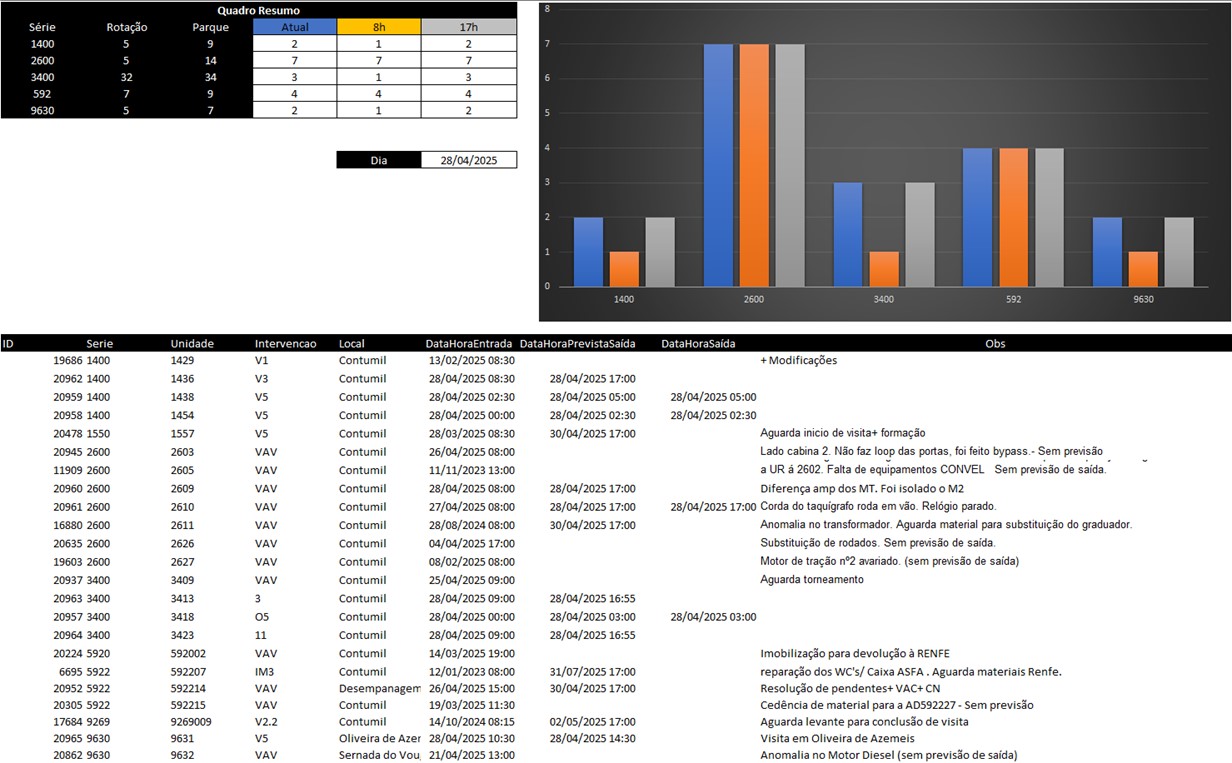 Quadro Resumo
Série Rotação Parque Atual 8h 17h
1400 5 9 2 1 2
2600 5 14 7 7 7
3400 32 34 3 1 3
592 7 9 4 4 4
9630 5 7 2 1 2
Dia 28/04/2025
8
7
6
5
4
3
2
1
0
1400 2600 3400 592 9630
ID Serie Unidade Intervencao Local DataHoraEntrada DataHoraPrevistaSaída DataHoraSaída Obs
19686 1400 1429 V1 Contumil 13/02/2025 08:30 + Modificações
20962 1400 1436 V3 Contumil 28/04/2025 08:30 28/04/2025 17:00
20959 1400 1438 V5 Contumil 28/04/2025 02:30 28/04/2025 05:00 28/04/2025 05:00
20958 1400 1454 V5 Contumil 28/04/2025 00:00 28/04/2025 02:30 28/04/2025 02:30
20478 1550 1557 V5 Contumil 28/03/2025 08:30 30/04/2025 17:00 Aguarda inicio de visita+ formação
20945 2600 2603 VAV Contumil 26/04/2025 08:00 Lado cabina 2. Não faz loop das portas, foi feito bypass.- Sem previsão
11909 2600 2605 VAV Contumil 11/11/2023 13:00 a UR á 2602. Falta de equipamentos CONVEL Sem previsão de saída.
20960 2600 2609 VAV Contumil 28/04/2025 08:00 28/04/2025 17:00 Diferença amp dos MT. Foi isolado o M2
20961 2600 2610 VAV Contumil 27/04/2025 08:00 28/04/2025 17:00 28/04/2025 17:00 Corda do taquígrafo roda em vão. Relógio parado.
16880 2600 2611 VAV Contumil 28/08/2024 08:00 30/04/2025 17:00 Anomalia no transformador. Aguarda material para substituição do graduador.
20635 2600 2626 VAV Contumil 04/04/2025 17:00 Substituição de rodados. Sem previsão de saída.
19603 2600 2627 VAV Contumil 08/02/2025 08:00 Motor de tração nº2 avariado. (sem previsão de saída)
20937 3400 3409 VAV Contumil 25/04/2025 09:00 Aguarda torneamento
20963 3400 3413 3 Contumil 28/04/2025 09:00 28/04/2025 16:55
20957 3400 3418 O5 Contumil 28/04/2025 00:00 28/04/2025 03:00 28/04/2025 03:00
20964 3400 3423 11 Contumil 28/04/2025 09:00 28/04/2025 16:55
20224 5920 592002 VAV Contumil 14/03/2025 19:00 Imobilização para devolução à RENFE
6695 5922 592207 IM3 Contumil 12/01/2023 08:00 31/07/2025 17:00 reparação dos WC's/ Caixa ASFA . Aguarda materiais Renfe.
20952 5922 592214 VAV Desempanagem 26/04/2025 15:00 30/04/2025 17:00 Resolução de pendentes+ VAC+ CN
20305 5922 592215 VAV Contumil 19/03/2025 11:30 Cedência de material para a AD592227 - Sem previsão
17684 9269 9269009 V2.2 Contumil 14/10/2024 08:15 02/05/2025 17:00 Aguarda levante para conclusão de visita
20965 9630 9631 V5 Oliveira de Azer 28/04/2025 10:30 28/04/2025 14:30 Visita em Oliveira de Azemeis
20862 9630 9632 VAV Sernada do Vou 21/04/2025 13:00 Anomalia no Motor Diesel (sem previsão de saída)